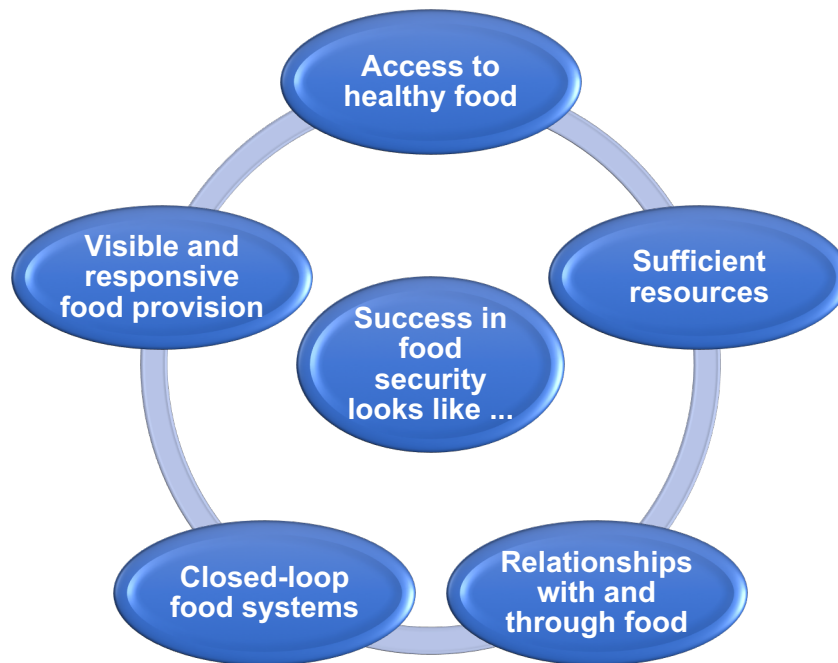 Access to
healthy food
Visible and
responsive
food provision
Sufficient
resources
Success in
food
security
looks like ...
Closed-loop
food systems
Relationships
with and
through food